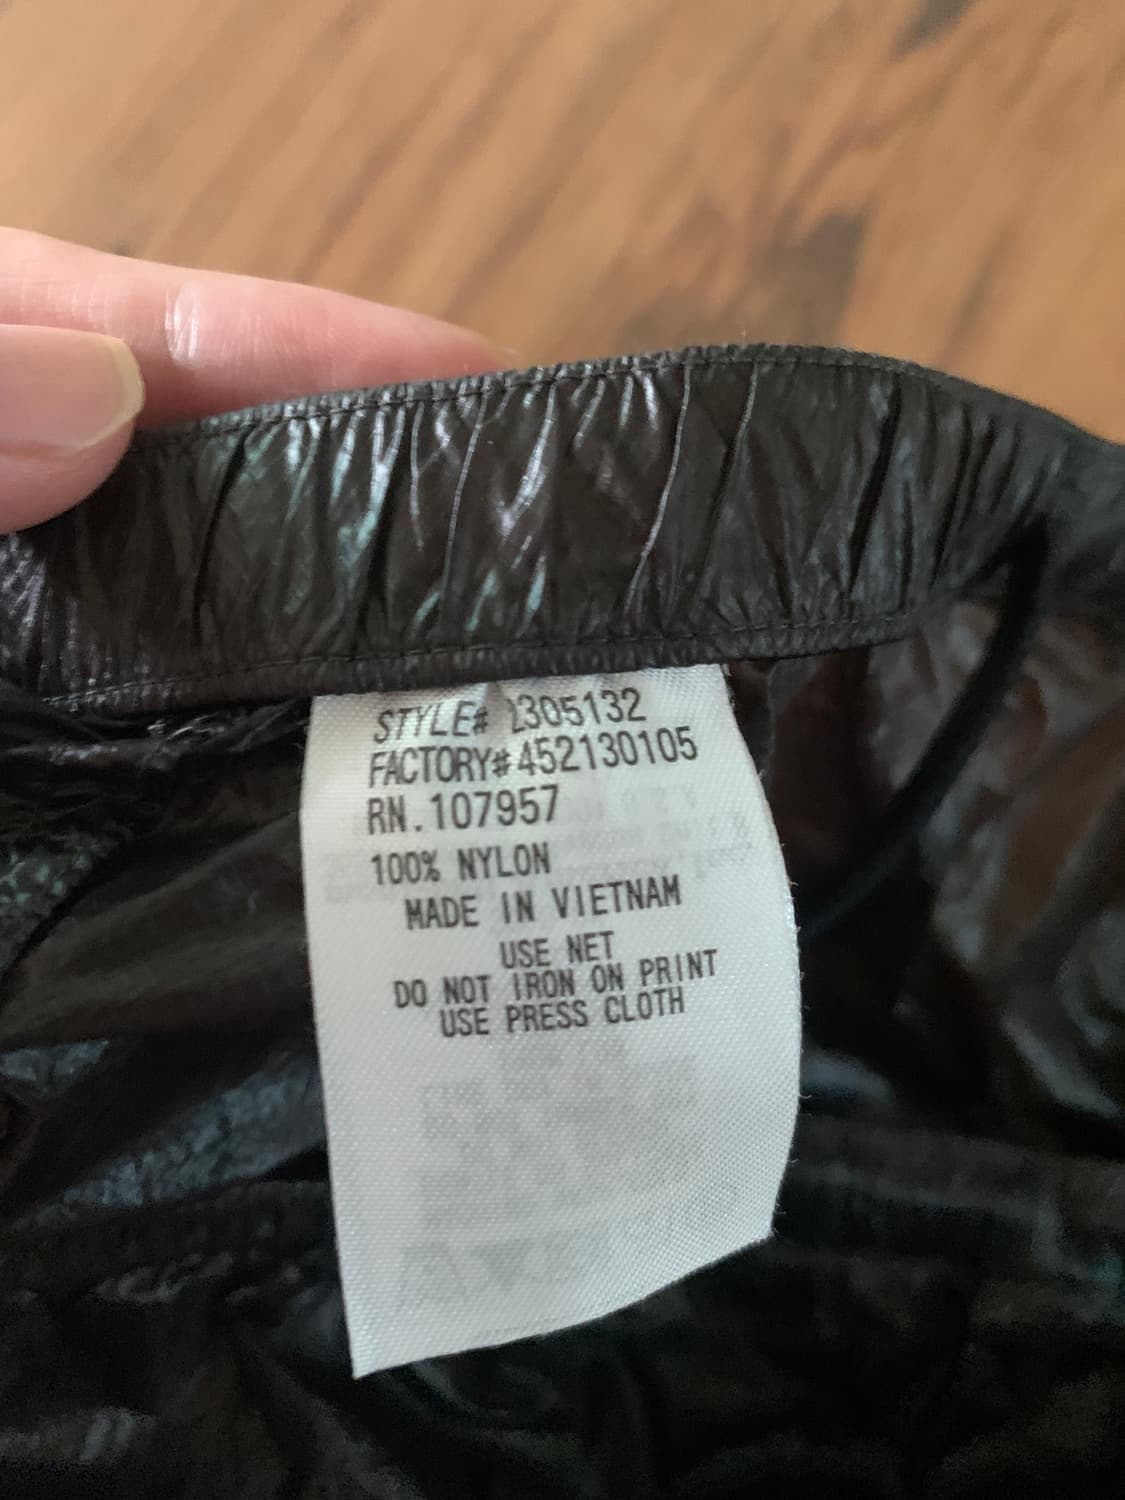 STYLE# 305132
FACTORY#452130105
RN.107957
100% NYLON
MADE IN VIETNAM
USE NET
DO NOT IRON ON PRINT
USE PRESS CLOTH